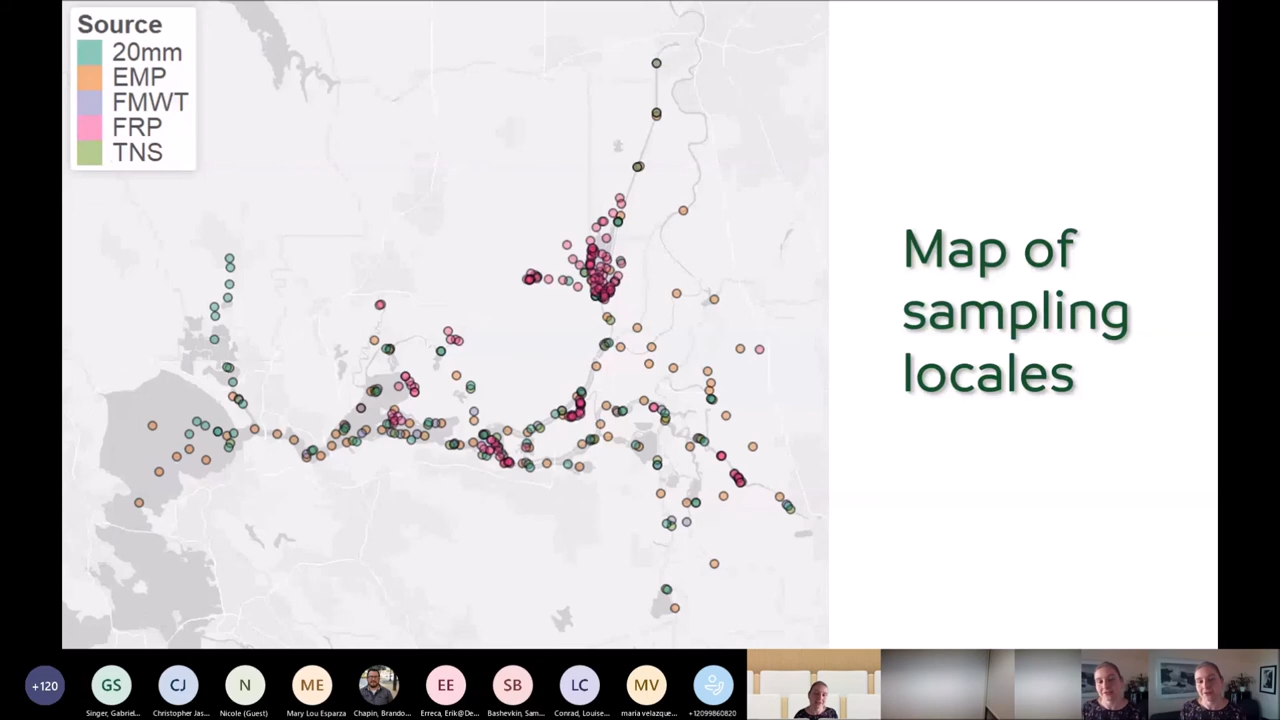 Source
20mm
EMP
FMWT
FRP
TNS
Map of
sampling
locales
+120
GS
CJ
N
ME
EE
SB
LC
MV
Singer, Gabriel...
Christopher Jas...
Nicole (Guest)
Mary Lou Esparza
Chapin, Brando...
Erreca, Erik@De...
Bashevkin, Sam...
Conrad, Louise...
maria velazque...
+12099860820